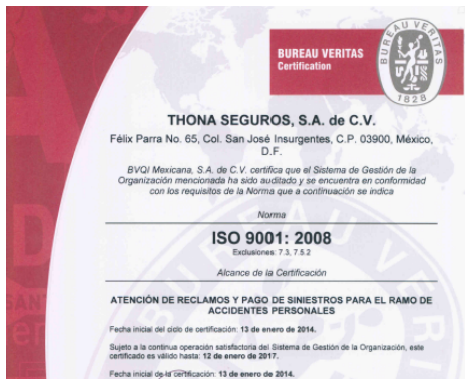 BUREAU VERITAS
Certification
BUREAU VERITAS
1828
THONA SEGUROS, S.A. de C.V.
Félix Parra No. 65, Col. San José Insurgentes, C.P. 03900, México,
D.F.
BVQI Mexicana, S.A. de C.V. certifica que el Sistema de Gestión de la
Organización mencionada ha sido auditado y se encuentra en conformidad
con los requisitos de la Norma que a continuación se indica
Norma
ISO 9001: 2008
Exclusiones: 7.3, 7.5.2
Alcance de la Certificación
ATENCIÓN DE RECLAMOS Y PAGO DE SINIESTROS PARA EL RAMO DE
ACCIDENTES PERSONALES
Fecha inicial del ciclo de certificación: 13 de enero de 2014.
Sujeto a la continua operación satisfactoria del Sistema de Gestión de la Organización, este
certificado es válido hasta: 12 de enero de 2017.
Fecha inicial de la certificación: 13 de enero de 2014.